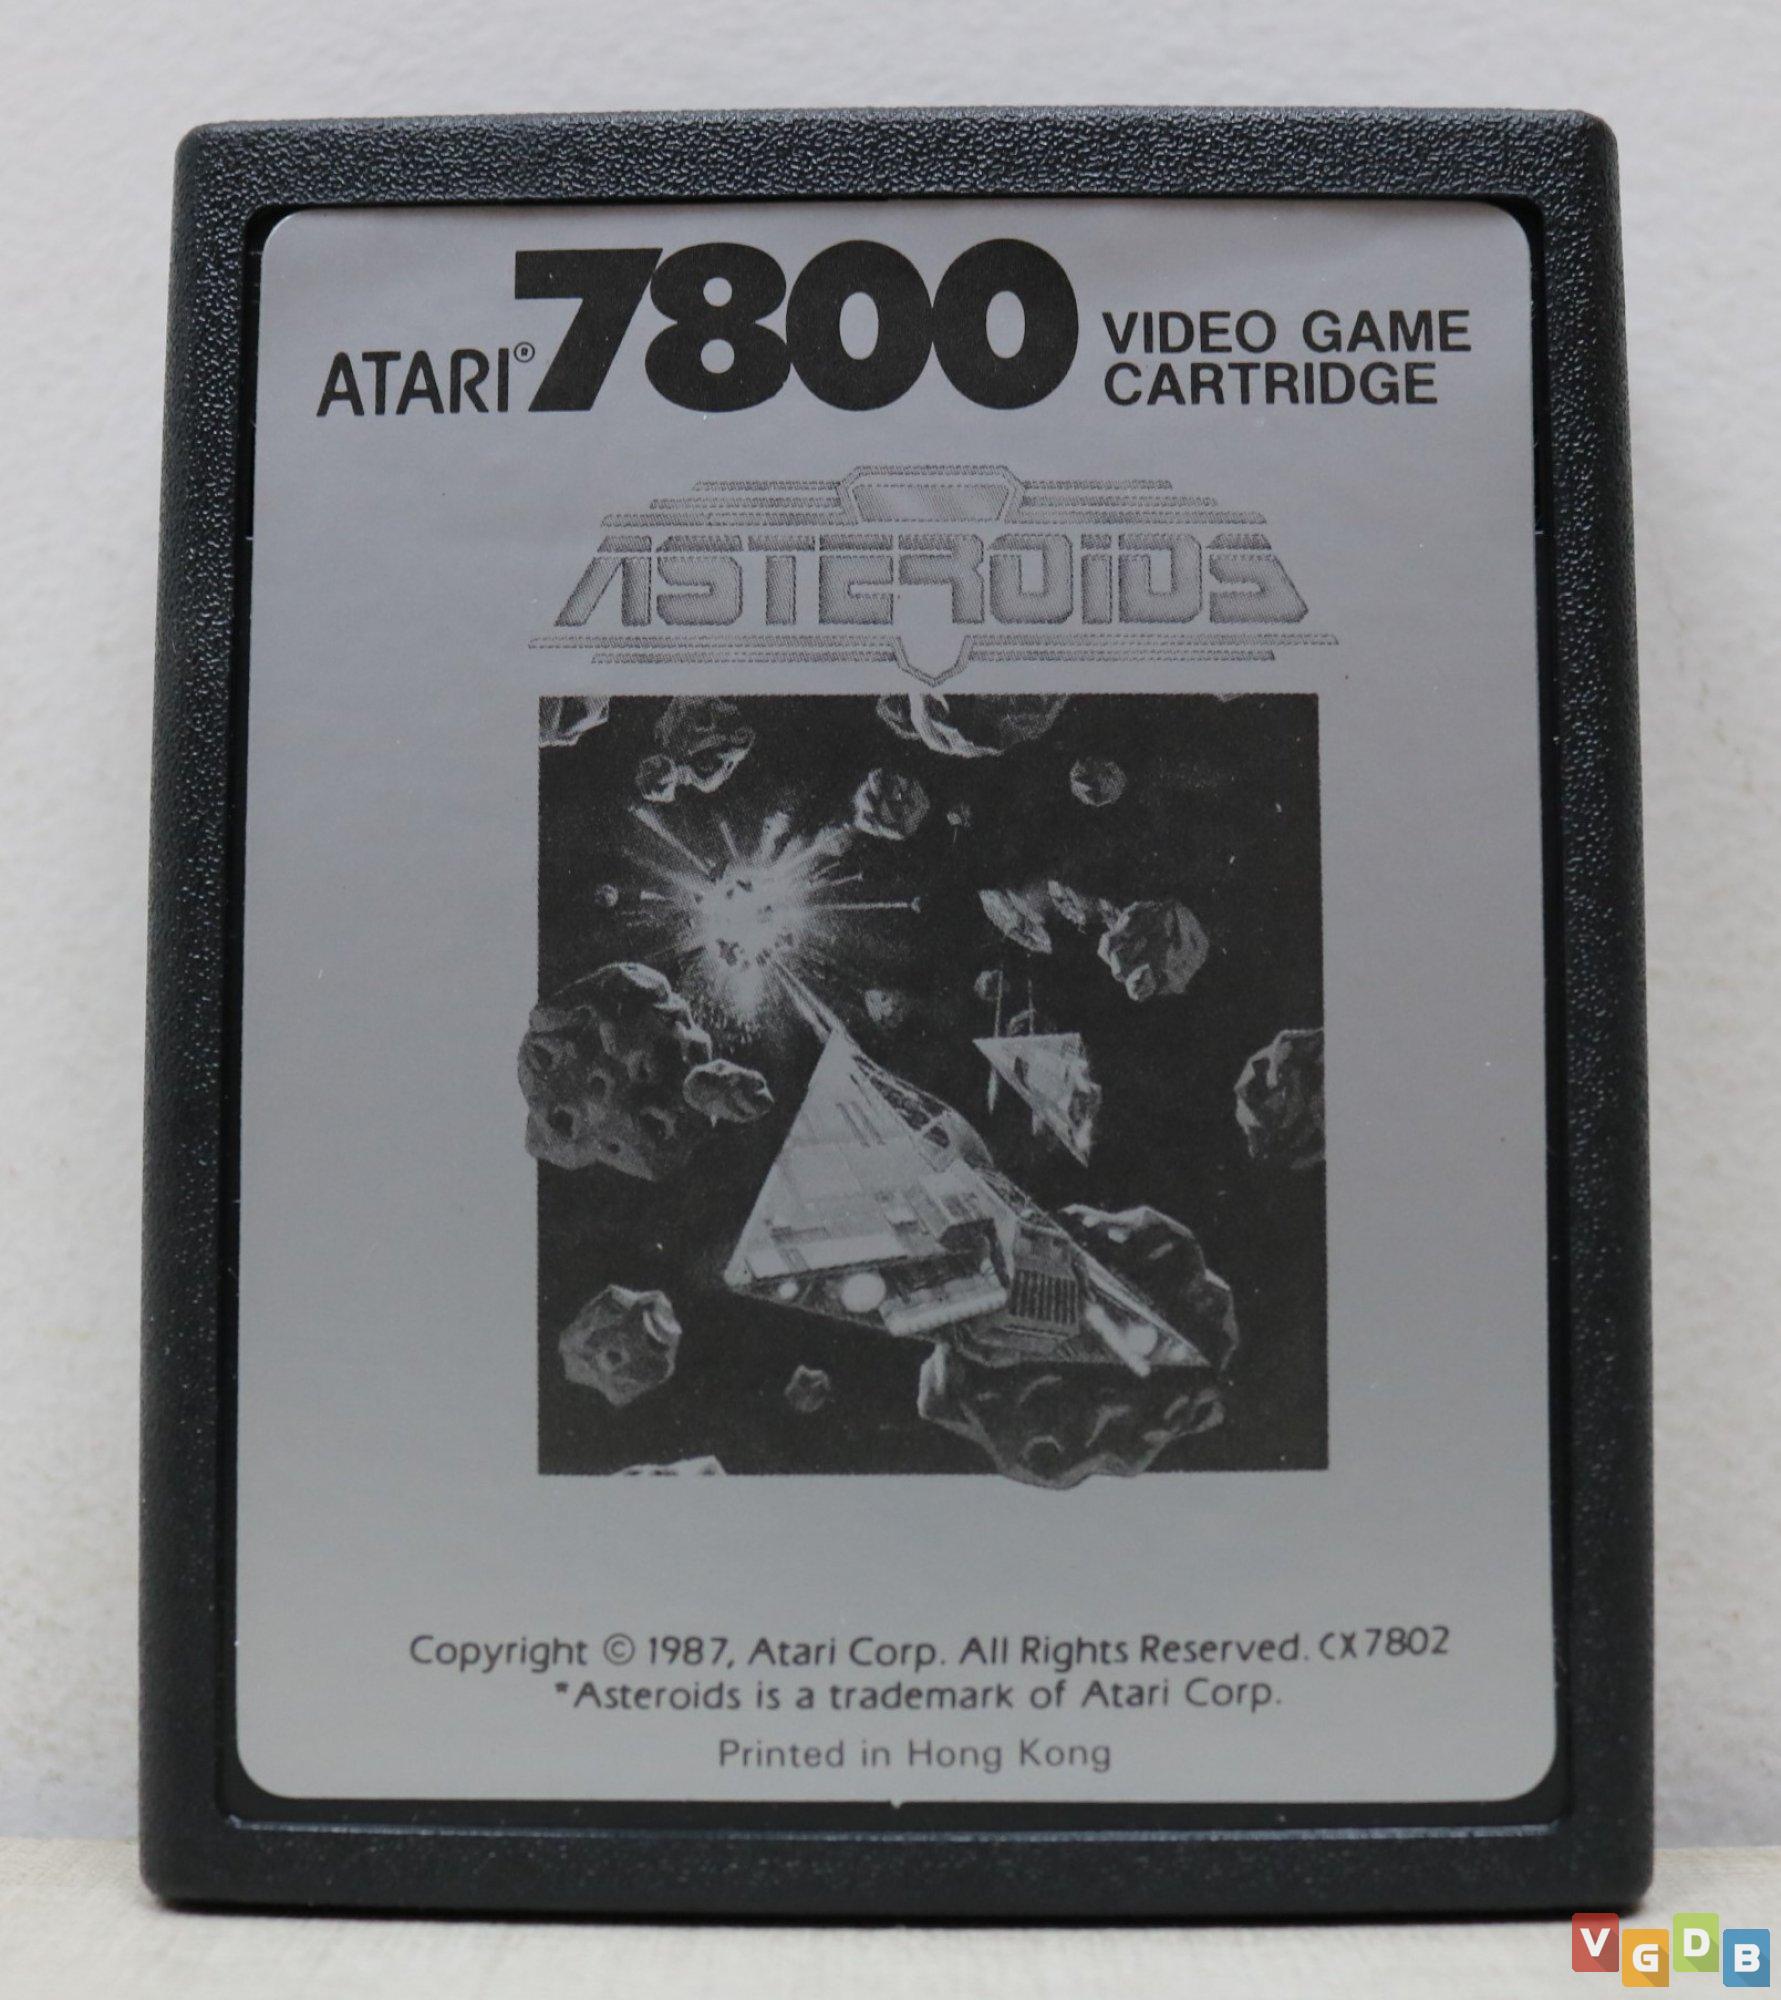 ATARI® 7800 VIDEO GAME
CARTRIDGE
ASTEROIDS
Copyright © 1987, Atari Corp. All Rights Reserved. CX7802
*Asteroids is a trademark of Atari Corp.
Printed in Hong Kong
VGDB